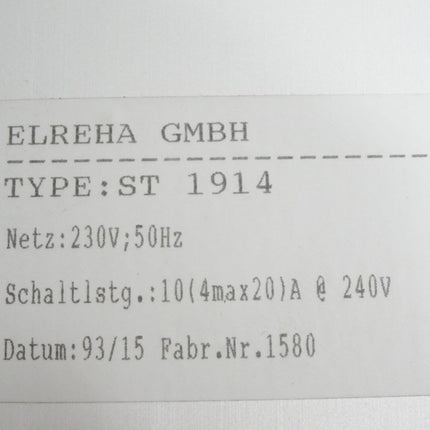 ELREHA GMBH
TYPE:ST 1914
Netz:230V;50Hz
Schaltlstg.:10(4max20)A @ 240V
Datum:93/15 Fabr.Nr.1580